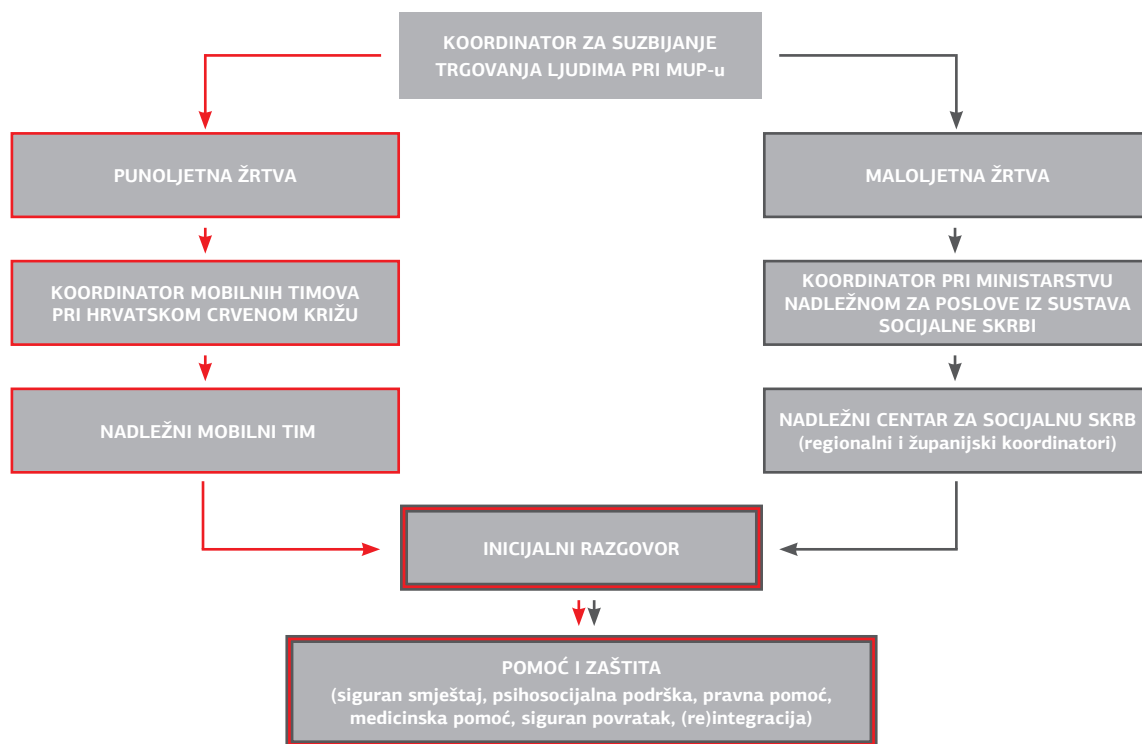 KOORDINATOR ZA SUZBIJANJE
TRGOVANJA LJUDIMA PRI MUP-u
PUNOLJETNA ŽRTVA
MALOLJETNA ŽRTVA
KOORDINATOR MOBILNIH TIMOVA
PRI HRVATSKOM CRVENOM KRIŽU
KOORDINATOR PRI MINISTARSTVU
NADLEŽNOM ZA POSLOVE IZ SUSTAVA
SOCIJALNE SKRBI
NADLEŽNI MOBILNI TIM
NADLEŽNI CENTAR ZA SOCIJALNU SKRB
(regionalni i županijski koordinatori)
INICIJALNI RAZGOVOR
POMOĆ I ZAŠTITA
(siguran smještaj, psihosocijalna podrška, pravna pomoć,
medicinska pomoć, siguran povratak, (re)integracija)